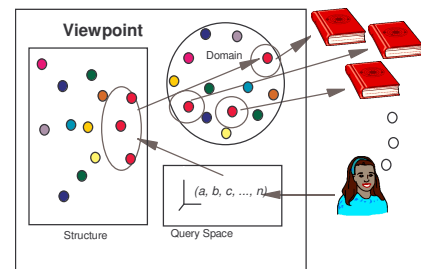 Viewpoint
Domain
(a, b, c, ..., n)
Structure
Query Space